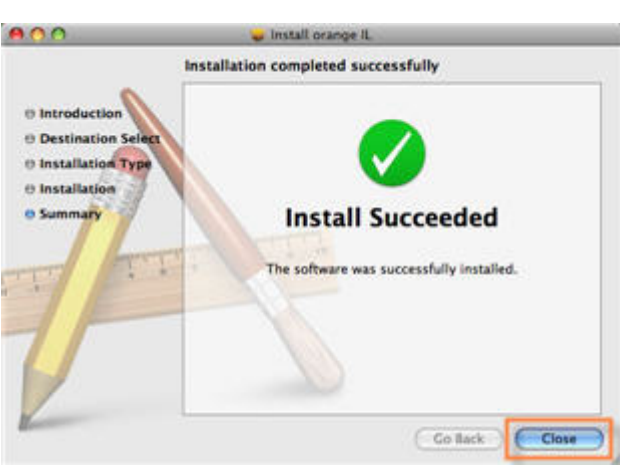 Install orange IL
Installation completed successfully
Introduction
Destination Select
Installation Type
Installation
Summary
Install Succeeded
The software was successfully installed.
Go Back
Close